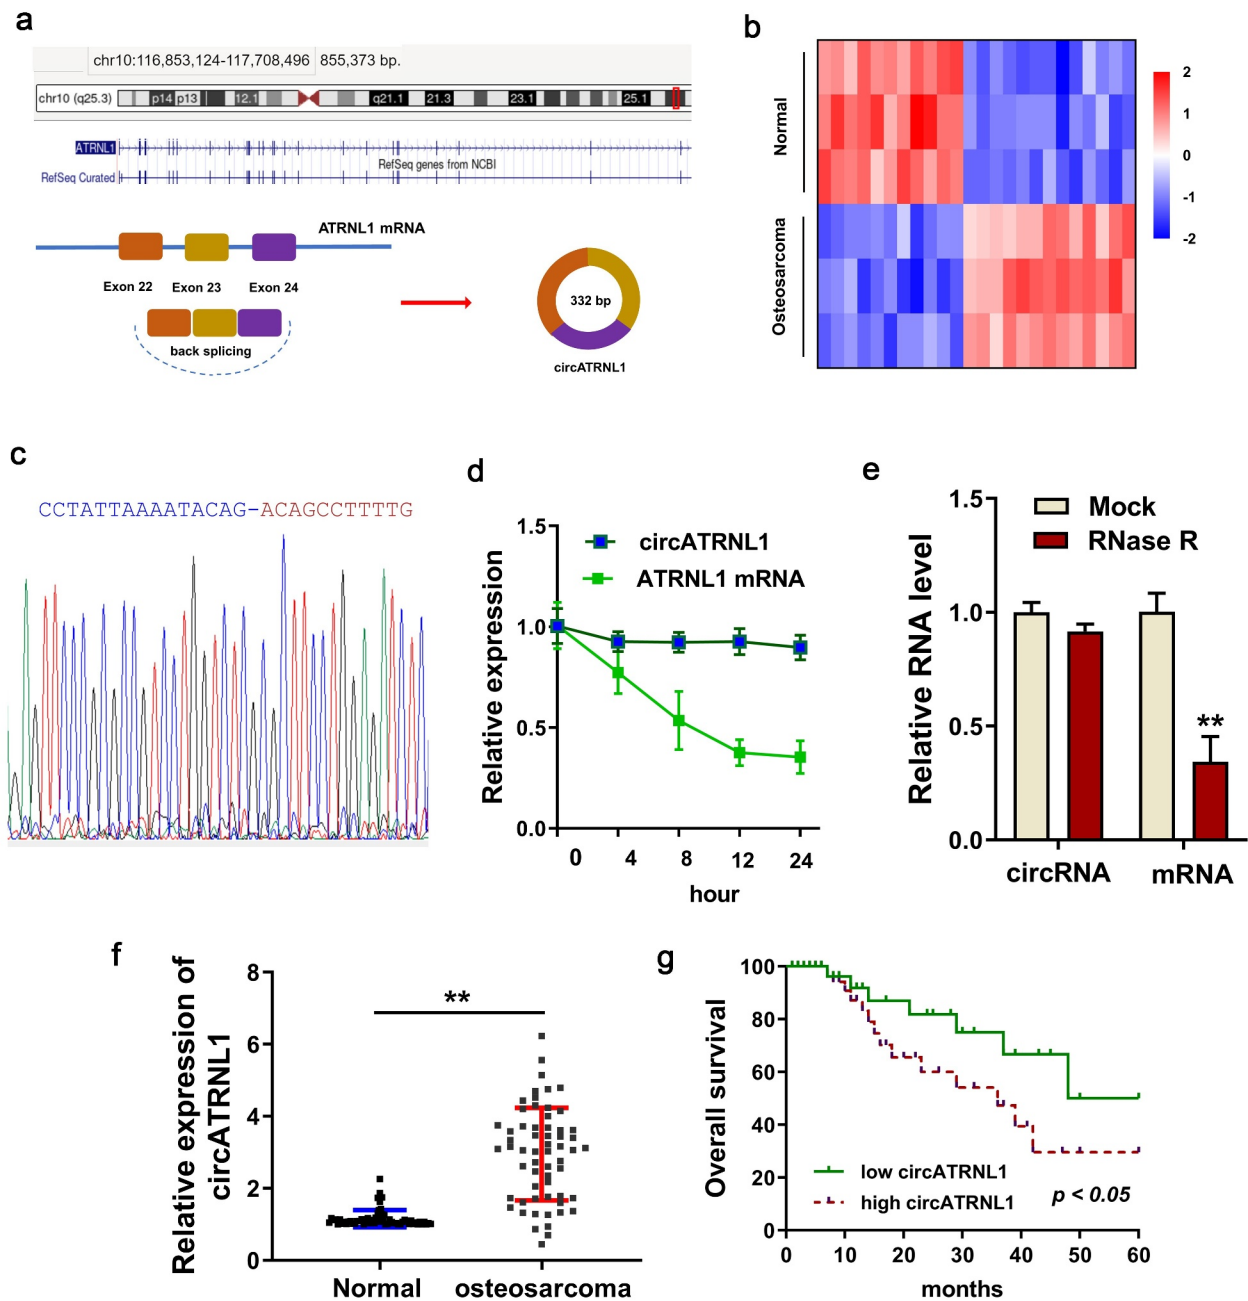 a
chr10:116,853,124-117,708,496 855,373 bp.
chr10 (q25.3) p14 p13 12.1 q21.1 21.3 23.1 25.1
ATRNL1
RefSeq genes from NCBI
RefSeq Curated
ATRNL1 mRNA
Exon 22 Exon 23 Exon 24
back splicing
332 bp
circATRNL1
b
Normal
Osteosarcoma
2
1
0
-1
-2
c
CCTATTAAAATACAG-ACAGCCTTTTG
d
circATRNL1
ATRNL1 mRNA
Relative expression
1.5
1.0
0.5
0.0
0 4 8 12 24
hour
e
Mock
RNase R
Relative RNA level
1.5
1.0
0.5
0.0
**
circRNA mRNA
f
Relative expression of
circATRNL1
8
6
4
2
0
**
Normal osteosarcoma
g
Overall survival
100
80
60
40
20
0
low circATRNL1
high circATRNL1
p < 0.05
0 10 20 30 40 50 60
months